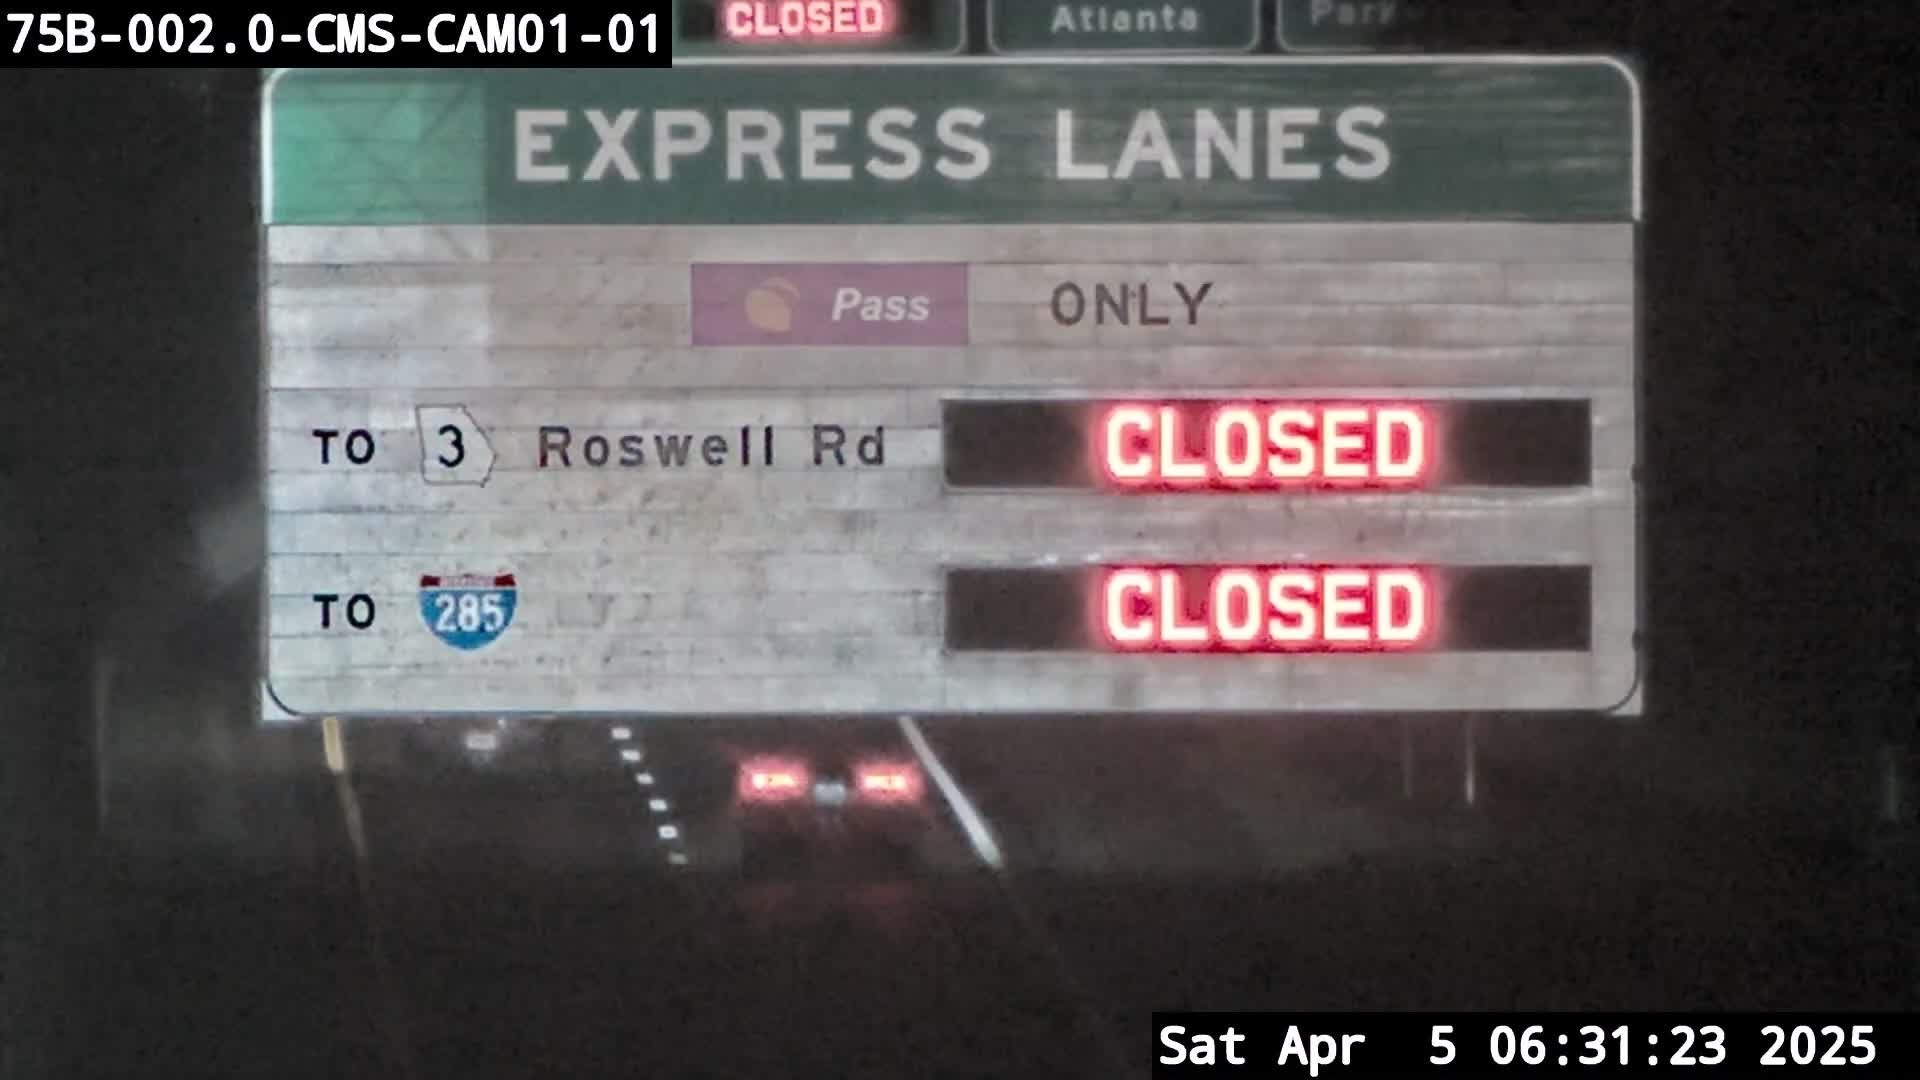 75B-002.0-CMS-CAM01-01
CLOSED
Atlanta
Park
EXPRESS LANES
Pass ONLY
TO 3 Roswell Rd CLOSED
TO 285 CLOSED
Sat Apr 5 06:31:23 2025